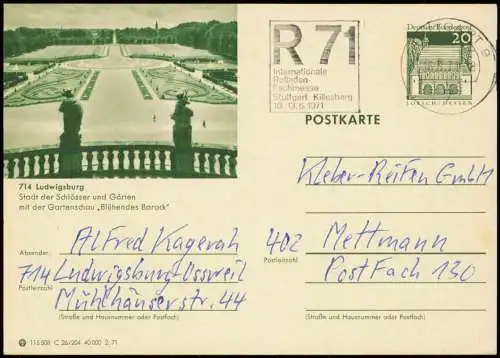 R 71
Internationale
Rolladen-
Fachmesse
Stuttgart-Killesberg
10.-13.6.1971
Deutsche Bundespost
20
LORSCH/HESSEN
POSTKARTE
714 Ludwigsburg
Stadt der Schlösser und Gärten
mit der Gartenschau „Blühendes Barock"
Kleber-Reifen GmbH
Absender:
Alfred Kagerah
402 Mettmann
Postleitzahl
714 Ludwigsburg-Ossweil
Postfach 130
Postleitzahl
Mühlhäuserstr. 44
(Straße und Hausnummer oder Postfach)
(Straße und Hausnummer oder Postfach)
115 508 C 26/204 40 000 2.71